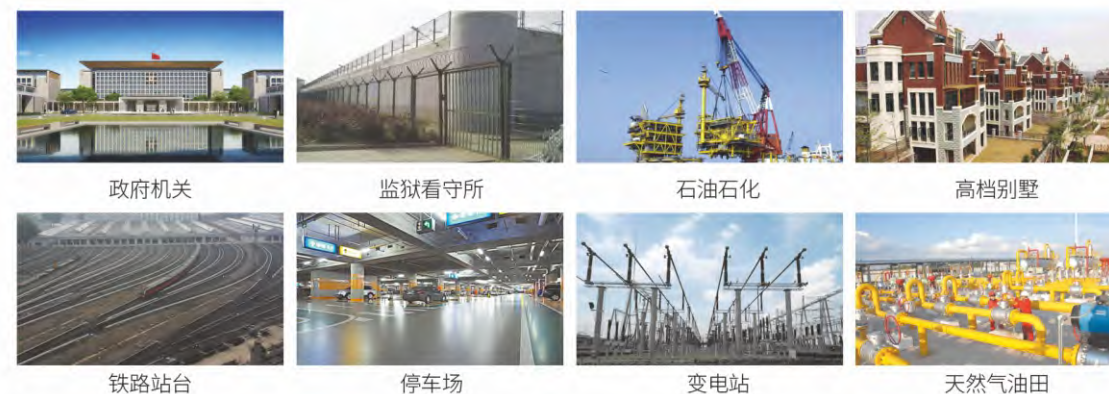 政府机关
监狱看守所
石油石化
高档别墅
铁路站台
停车场
变电站
天然气油田